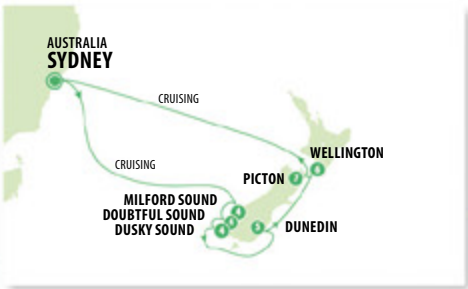 AUSTRALIA
SYDNEY
CRUISING
CRUISING
WELLINGTON
PICTON
MILFORD SOUND
DOUBTFUL SOUND
DUSKY SOUND
DUNEDIN